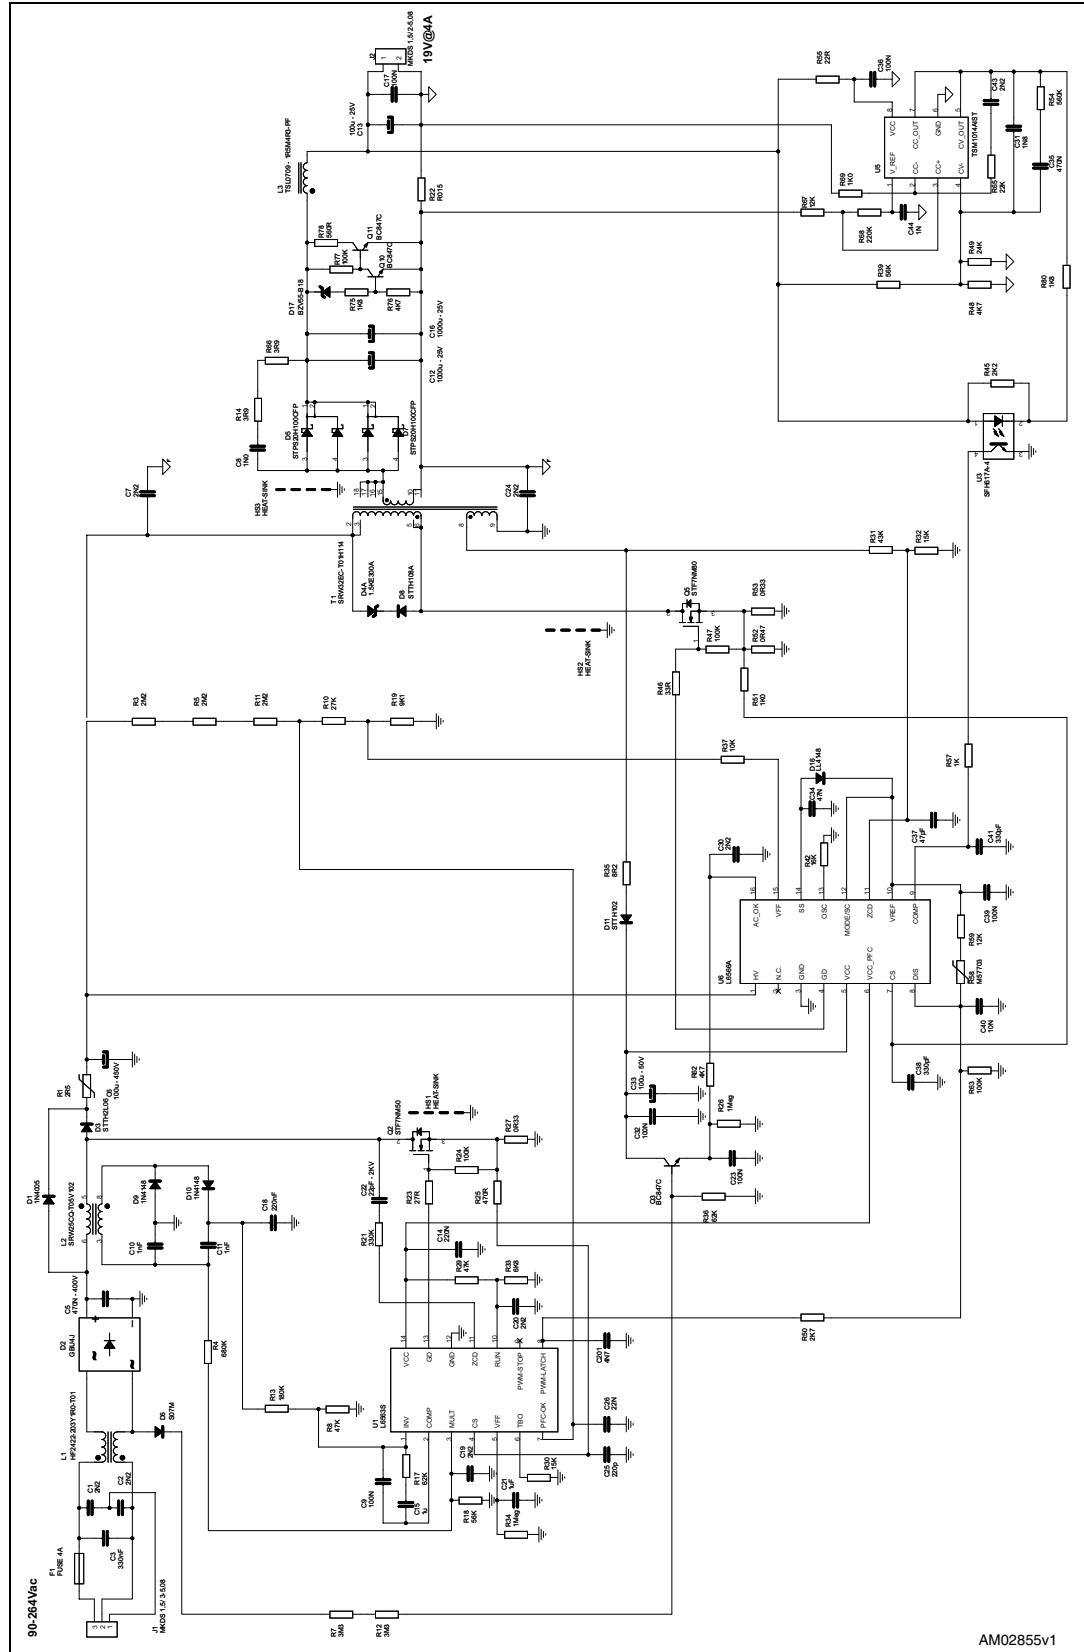 90-264Vac
J1
MKDS 1,5/ 3-5,08
3
2
1
F1
FUSE 4A
C3
330nF
C1
2N2
C2
2N2
L1
HF2422-203Y1R0-T01
D2
GBU4J
D5
S07M
C5
470N - 400V
R7
3M3
R12
3M3
L2
SRW25CQ-T05V102
D1
1N4005
D3
STTH2L06
R1
2R5
C6
100u - 450V
C10
1nF
C11
1nF
D9
1N4148
D10
1N4148
C18
220nF
R4
680K
R13
180K
R8
47K
C9
100N
C15
1u
R17
62K
U1
L6563S
INV
COMP
MULT
CS
VFF
TBO
PFC-OK
VCC
GD
GND
ZCD
RUN
PWM-STOP
PWM-LATCH
C19
2N2
R18
56K
R34
1Meg
C21
1uF
R30
15K
C25
220p
C26
22N
C201
4N7
C20
2N2
R29
47K
R33
6K8
C14
220N
R21
330K
C22
22pF - 2KV
R23
27R
R24
100K
R25
470R
R27
0R33
Q2
STF7NM50
HS1
HEAT-SINK
R50
2K7
Q3
BC847C
R36
62K
C23
100N
R26
1Meg
R62
4K7
C32
100N
C33
100u - 50V
D11
STTH102
R35
8R2
C30
2N2
U6
L6566A
HV
N.C.
GND
GD
VCC
VCC_PFC
CS
DIS
AC_OK
VFF
SS
OSC
MODE/SC
ZCD
VREF
COMP
C38
330pF
R63
100K
C40
10N
R58
M57703
R59
12K
C39
100N
C41
330pF
C37
47pF
R57
1K
R42
16K
C34
47N
D16
LL4148
R37
10K
R3
2M2
R5
2M2
R11
2M2
R10
27K
R19
9K1
HS2
HEAT-SINK
R46
33R
R47
100K
R51
1K0
R52
0R47
R53
0R33
Q5
STF7NM80
R31
43K
R32
15K
T1
SRW32EC-T01H114
D4A
1.5KE300A
D8
STTH108A
C7
2N2
C24
2N2
HS3
HEAT-SINK
C8
1N0
R14
3R9
R66
3R9
D5
STPS20H100CFP
D7
STPS20H100CFP
C12
1000u - 25V
C16
1000u - 25V
D17
BZV55-B18
R75
1K8
R76
4K7
R77
100K
R78
560R
Q10
BC847C
Q11
BC847C
L3
TSL0709 - 1R5M4R3-PF
R22
R015
C13
100u - 25V
C17
100N
J2
MKDS 1,5/ 2-5,08
19V@4A
U3
SFH617A-4
R45
2K2
R80
1K8
R39
56K
R48
4K7
R49
24K
R67
12K
R68
220K
C44
1N
R69
1K0
U5
TSM1014AIST
V_REF
CC-
CC+
CV-
VCC
CC_OUT
GND
CV_OUT
R55
22R
C36
100N
R65
22K
C43
2N2
C31
1N8
C35
470N
R54
560K
AM02855v1